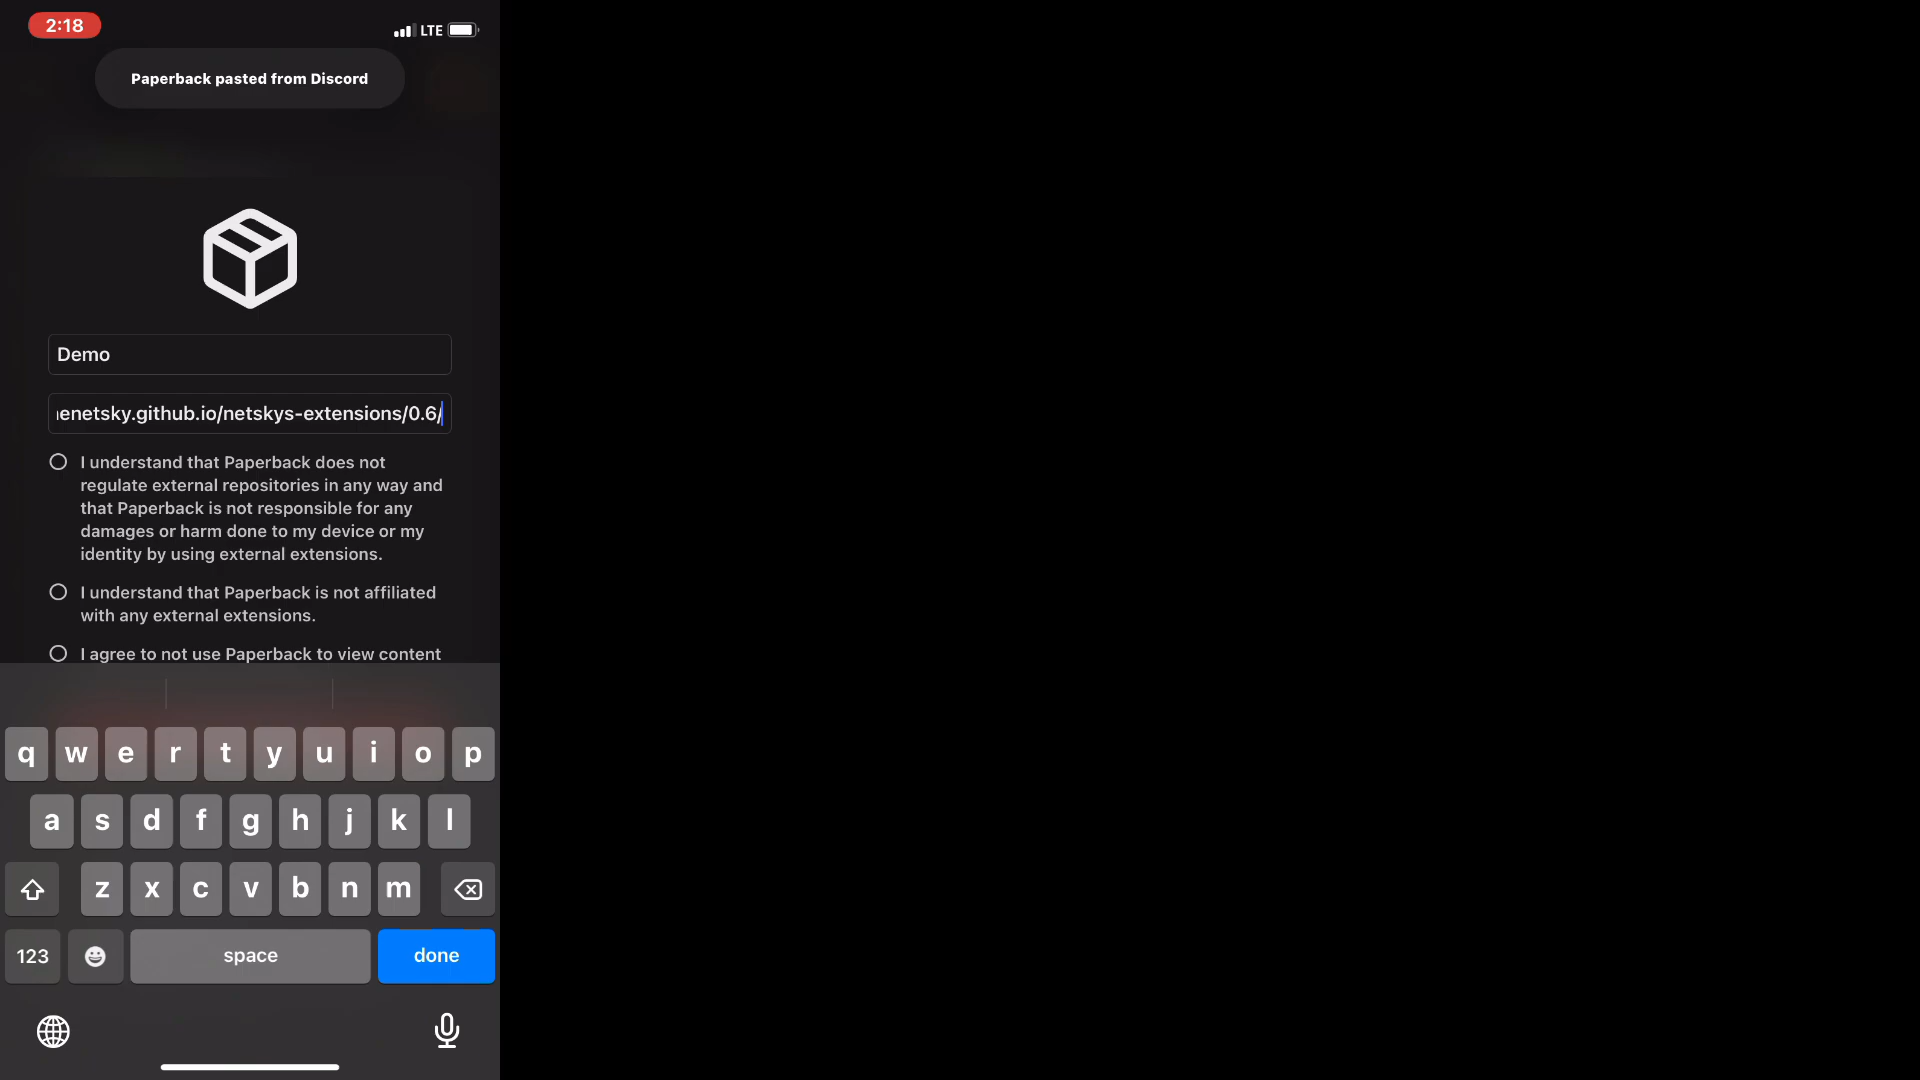 2:18
LTE
Paperback pasted from Discord
Demo
enetsky.github.io/netskys-extensions/0.6/
I understand that Paperback does not
regulate external repositories in any way and
that Paperback is not responsible for any
damages or harm done to my device or my
identity by using external extensions.
I understand that Paperback is not affiliated
with any external extensions.
I agree to not use Paperback to view content
q w e r t y u i o p
a s d f g h j k l
z x c v b n m
123
space
done